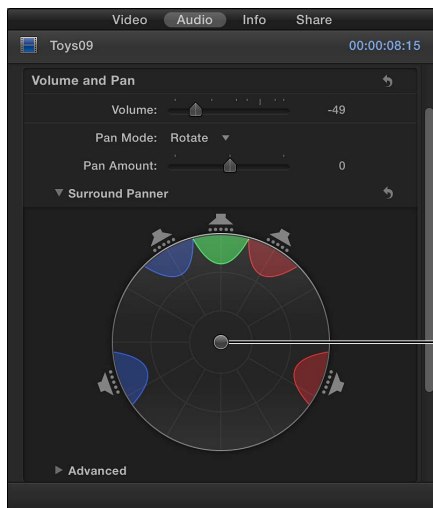 Video Audio Info Share
Toys09 00:00:08:15
Volume and Pan
Volume: -49
Pan Mode: Rotate
Pan Amount: 0
Surround Panner
Advanced